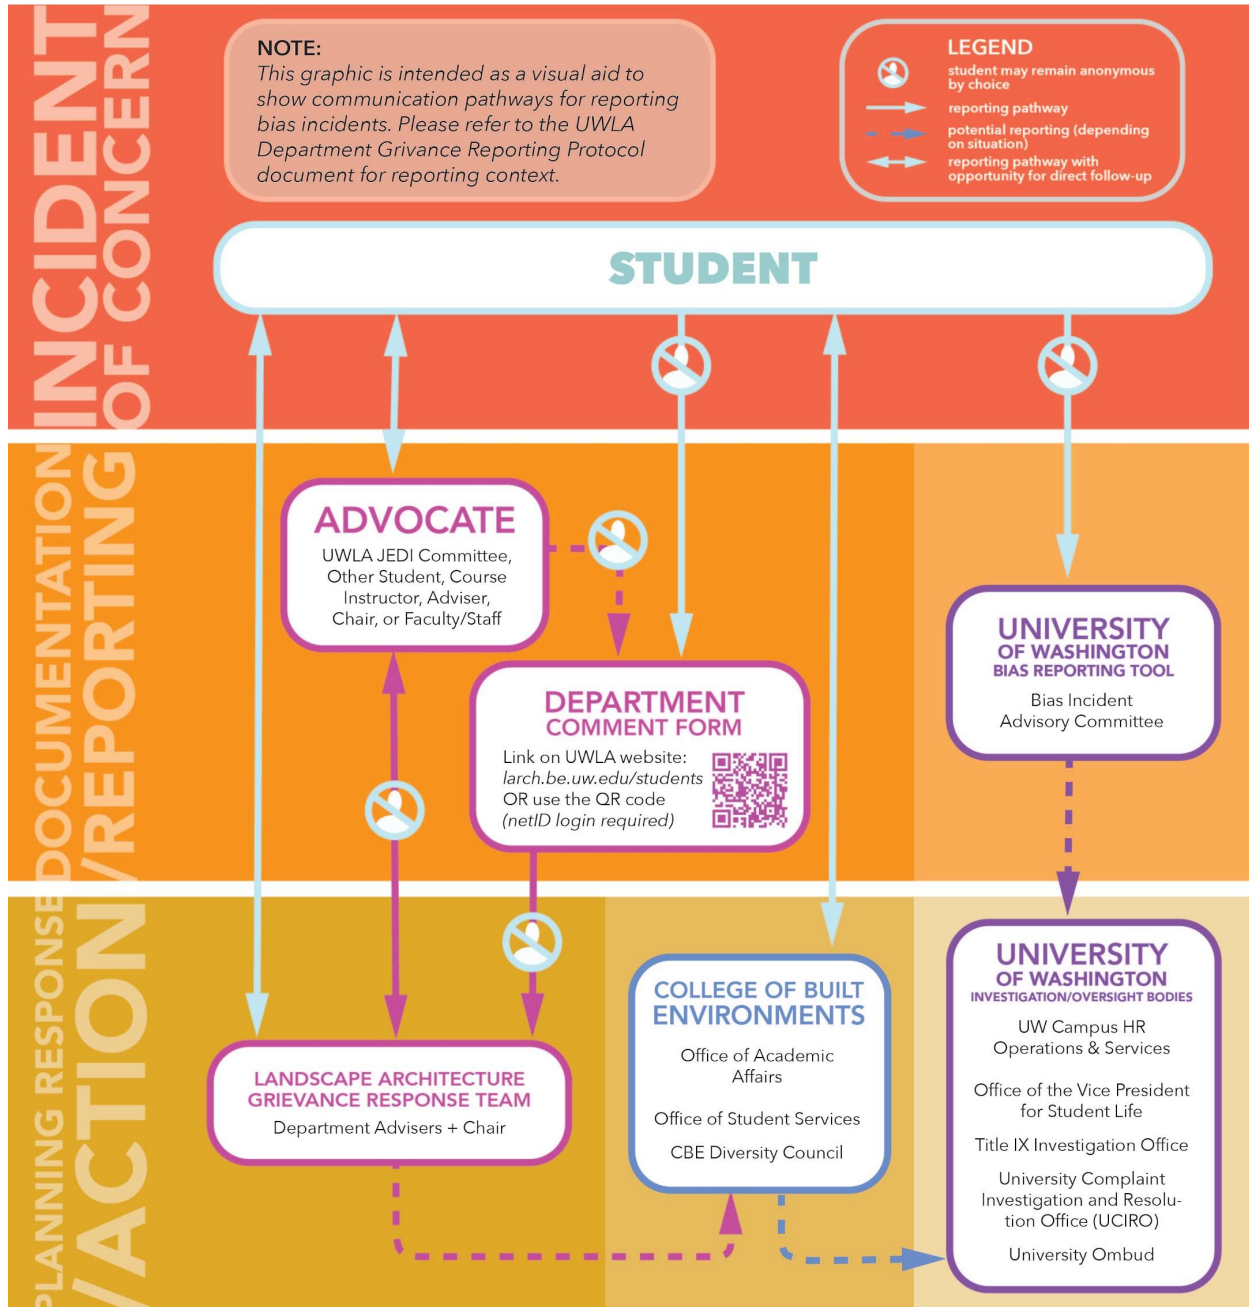 INCIDENT
OF CONCERN
NOTE:
This graphic is intended as a visual aid to
show communication pathways for reporting
bias incidents. Please refer to the UWLA
Department Grivance Reporting Protocol
document for reporting context.
LEGEND
student may remain anonymous
by choice
reporting pathway
potential reporting (depending
on situation)
reporting pathway with
opportunity for direct follow-up
STUDENT
DOCUMENTATION
/REPORTING
ADVOCATE
UWLA JEDI Committee,
Other Student, Course
Instructor, Adviser,
Chair, or Faculty/Staff
DEPARTMENT
COMMENT FORM
Link on UWLA website:
larch.be.uw.edu/students
OR use the QR code
(netID login required)
UNIVERSITY
OF WASHINGTON
BIAS REPORTING TOOL
Bias Incident
Advisory Committee
PLANNING RESPONSE
/ACTION
LANDSCAPE ARCHITECTURE
GRIEVANCE RESPONSE TEAM
Department Advisers + Chair
COLLEGE OF BUILT
ENVIRONMENTS
Office of Academic
Affairs
Office of Student Services
CBE Diversity Council
UNIVERSITY
OF WASHINGTON
INVESTIGATION/OVERSIGHT BODIES
UW Campus HR
Operations & Services
Office of the Vice President
for Student Life
Title IX Investigation Office
University Complaint
Investigation and Resolu-
tion Office (UCIRO)
University Ombud